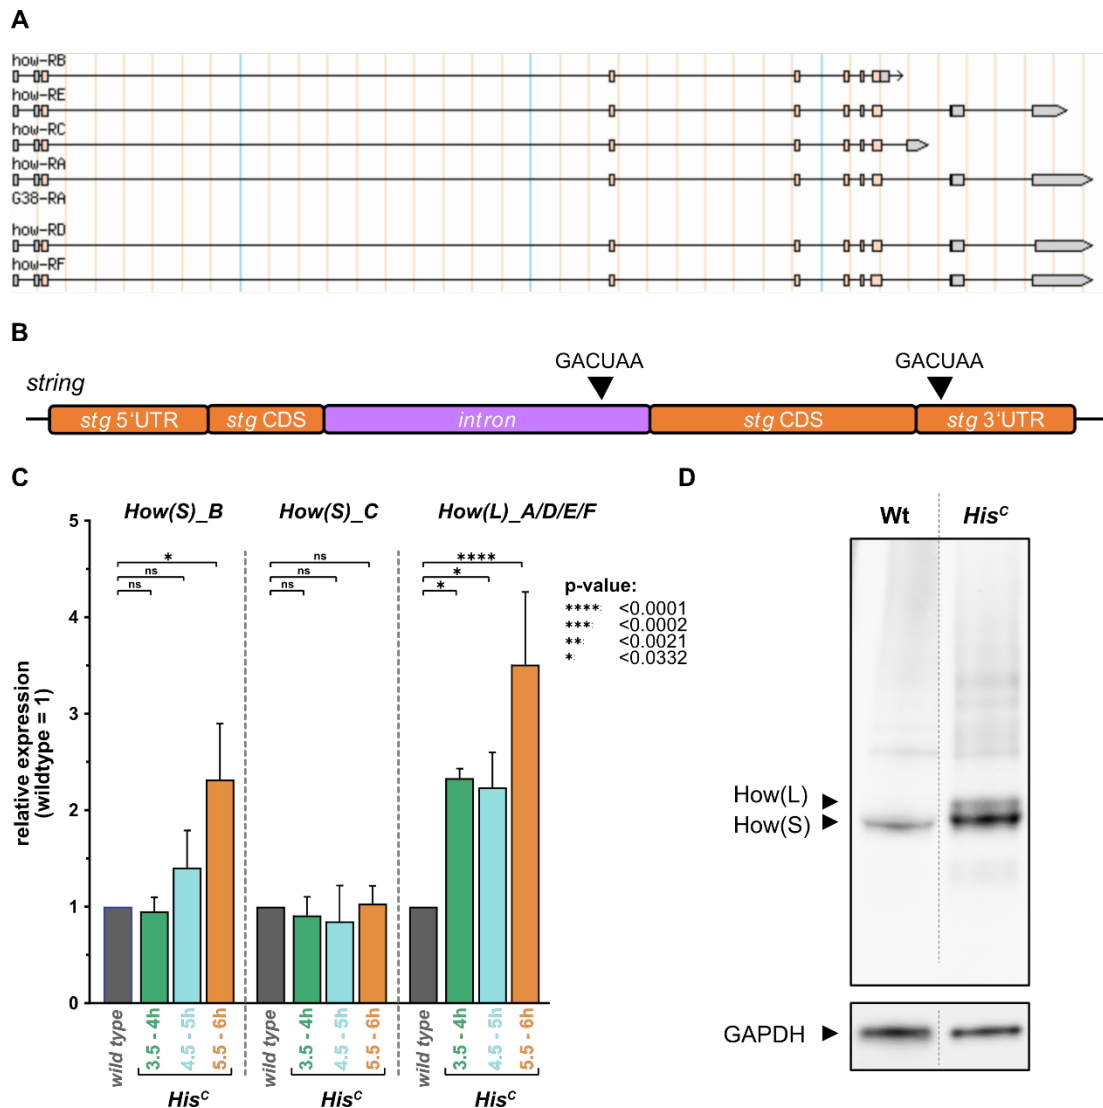 A
how-RB
how-RE
how-RC
how-RA
G38-RA
how-RD
how-RF
B
GACUAA GACUAA
string
stg 5‘UTR stg CDS intron stg CDS stg 3‘UTR
C
How(S)_B How(S)_C How(L)_A/D/E/F
relative expression
(wildtype = 1)
5
4
3
2
1
0
*
ns
ns
ns
ns
ns
****
*
*
p-value:
****: <0.0001
***: <0.0002
**: <0.0021
*: <0.0332
wild type 3.5 - 4h 4.5 - 5h 5.5 - 6h wild type 3.5 - 4h 4.5 - 5h 5.5 - 6h wild type 3.5 - 4h 4.5 - 5h 5.5 - 6h
Hisᶜ Hisᶜ Hisᶜ
D
Wt Hisᶜ
How(L)
How(S)
GAPDH